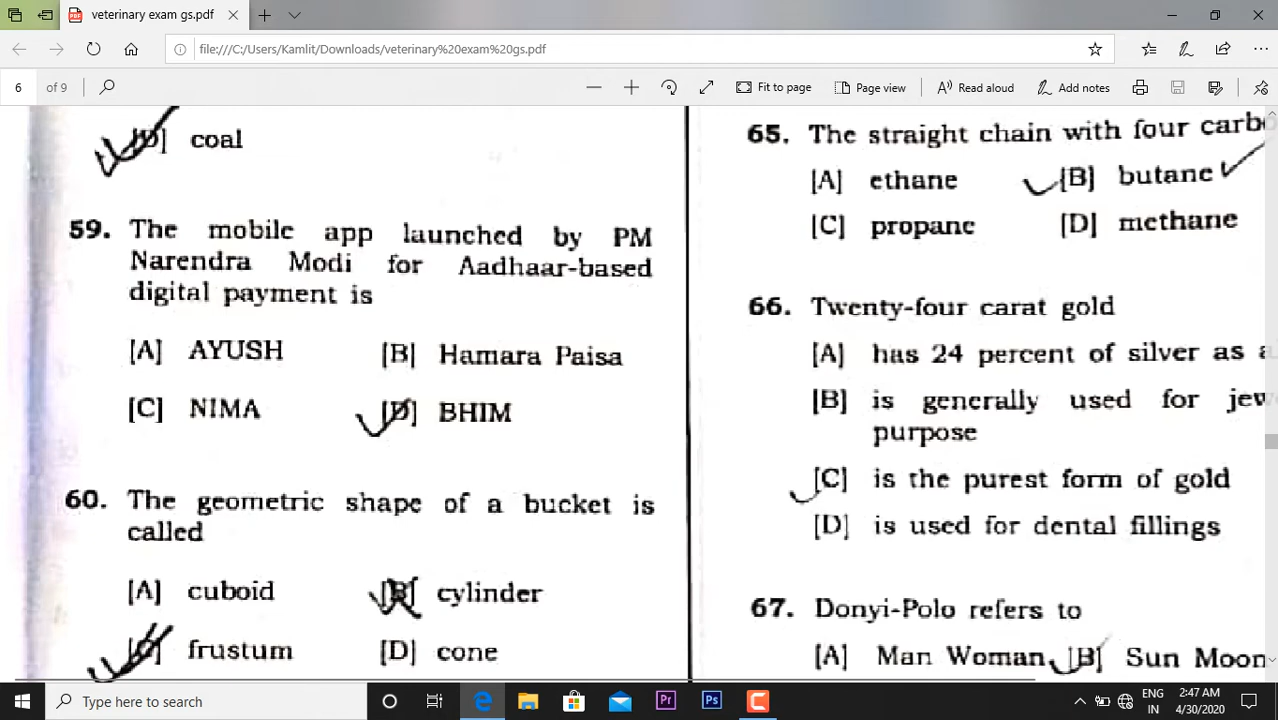 veterinary exam gs.pdf
file:///C:/Users/Kamlit/Downloads/veterinary%20exam%20gs.pdf
6 of 9
Fit to page
Page view
Read aloud
Add notes
[D] coal
59. The mobile app launched by PM
Narendra Modi for Aadhaar-based
digital payment is
[A] AYUSH [B] Hamara Paisa
[C] NIMA [D] BHIM
60. The geometric shape of a bucket is
called
[A] cuboid [B] cylinder
[C] frustum [D] cone
65. The straight chain with four carbo
[A] ethane [B] butane
[C] propane [D] methane
66. Twenty-four carat gold
[A] has 24 percent of silver as a
[B] is generally used for jew
purpose
[C] is the purest form of gold
[D] is used for dental fillings
67. Donyi-Polo refers to
[A] Man Woman [B] Sun Moon
Type here to search
Pr
Ps
ENG
IN
2:47 AM
4/30/2020